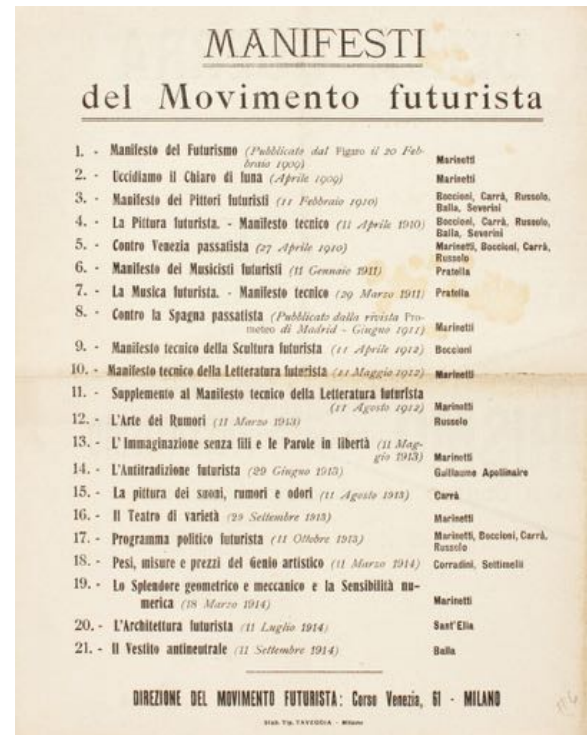 MANIFESTI
del Movimento futurista
1. - Manifesto del Futurismo (Pubblicato dal Figaro il 20 Feb-
braio 1909) Marinetti
2. - Uccidiamo il Chiaro di luna (Aprile 1909) Marinetti
3. - Manifesto dei Pittori futuristi (11 Febbraio 1910) Boccioni, Carrà, Russolo,
Balla, Severini
4. - La Pittura futurista. - Manifesto tecnico (11 Aprile 1910) Boccioni, Carrà, Russolo,
Balla, Severini
5. - Contro Venezia passatista (27 Aprile 1910) Marinetti, Boccioni, Carrà,
Russolo
6. - Manifesto dei Musicisti futuristi (11 Gennaio 1911) Pratella
7. - La Musica futurista. - Manifesto tecnico (29 Marzo 1911) Pratella
8. - Contro la Spagna passatista (Pubblicato dalla rivista Pro-
meteo di Madrid - Giugno 1911) Marinetti
9. - Manifesto tecnico della Scultura futurista (11 Aprile 1912) Boccioni
10. - Manifesto tecnico della Letteratura futurista (11 Maggio 1912) Marinetti
11. - Supplemento al Manifesto tecnico della Letteratura futurista
(11 Agosto 1912) Marinetti
12. - L'Arte dei Rumori (11 Marzo 1913) Russolo
13. - L'Immaginazione senza fili e le Parole in libertà (11 Mag-
gio 1913) Marinetti
14. - L'Antitradizione futurista (29 Giugno 1913) Guillaume Apollinaire
15. - La pittura dei suoni, rumori e odori (11 Agosto 1913) Carrà
16. - Il Teatro di varietà (29 Settembre 1913) Marinetti
17. - Programma politico futurista (11 Ottobre 1913) Marinetti, Boccioni, Carrà,
Russolo
18. - Pesi, misure e prezzi del Genio artistico (11 Marzo 1914) Corradini, Settimelli
19. - Lo Splendore geometrico e meccanico e la Sensibilità nu-
merica (18 Marzo 1914) Marinetti
20. - L'Architettura futurista (11 Luglio 1914) Sant'Elia
21. - Il Vestito antineutrale (11 Settembre 1914) Balla
DIREZIONE DEL MOVIMENTO FUTURISTA: Corso Venezia, 61 - MILANO
Stab. Tip. TAVEGGIA - Milano